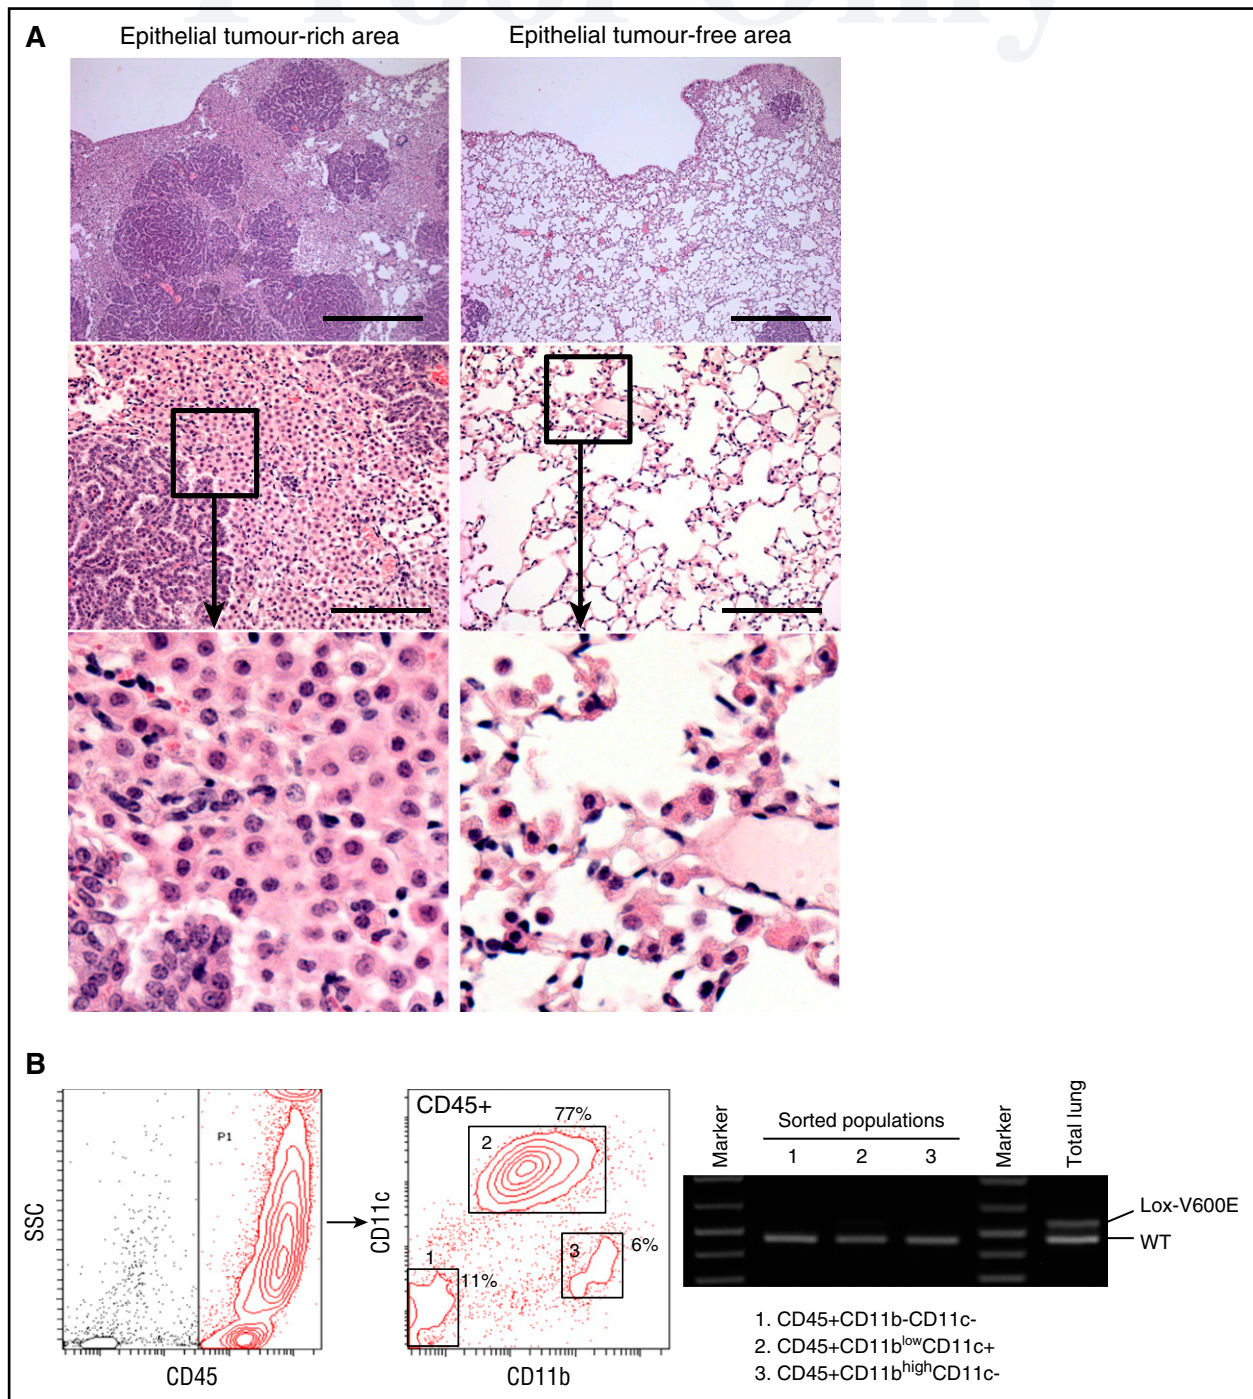 Proof Only
A
Epithelial tumour-rich area
Epithelial tumour-free area
B
SSC
P1
CD45
CD11c
CD45+
77%
2
1
11%
3
6%
CD11b
Marker
Sorted populations
1 2 3
Marker
Total lung
Lox-V600E
WT
1. CD45+CD11b-CD11c-
2. CD45+CD11blowCD11c+
3. CD45+CD11bhighCD11c-